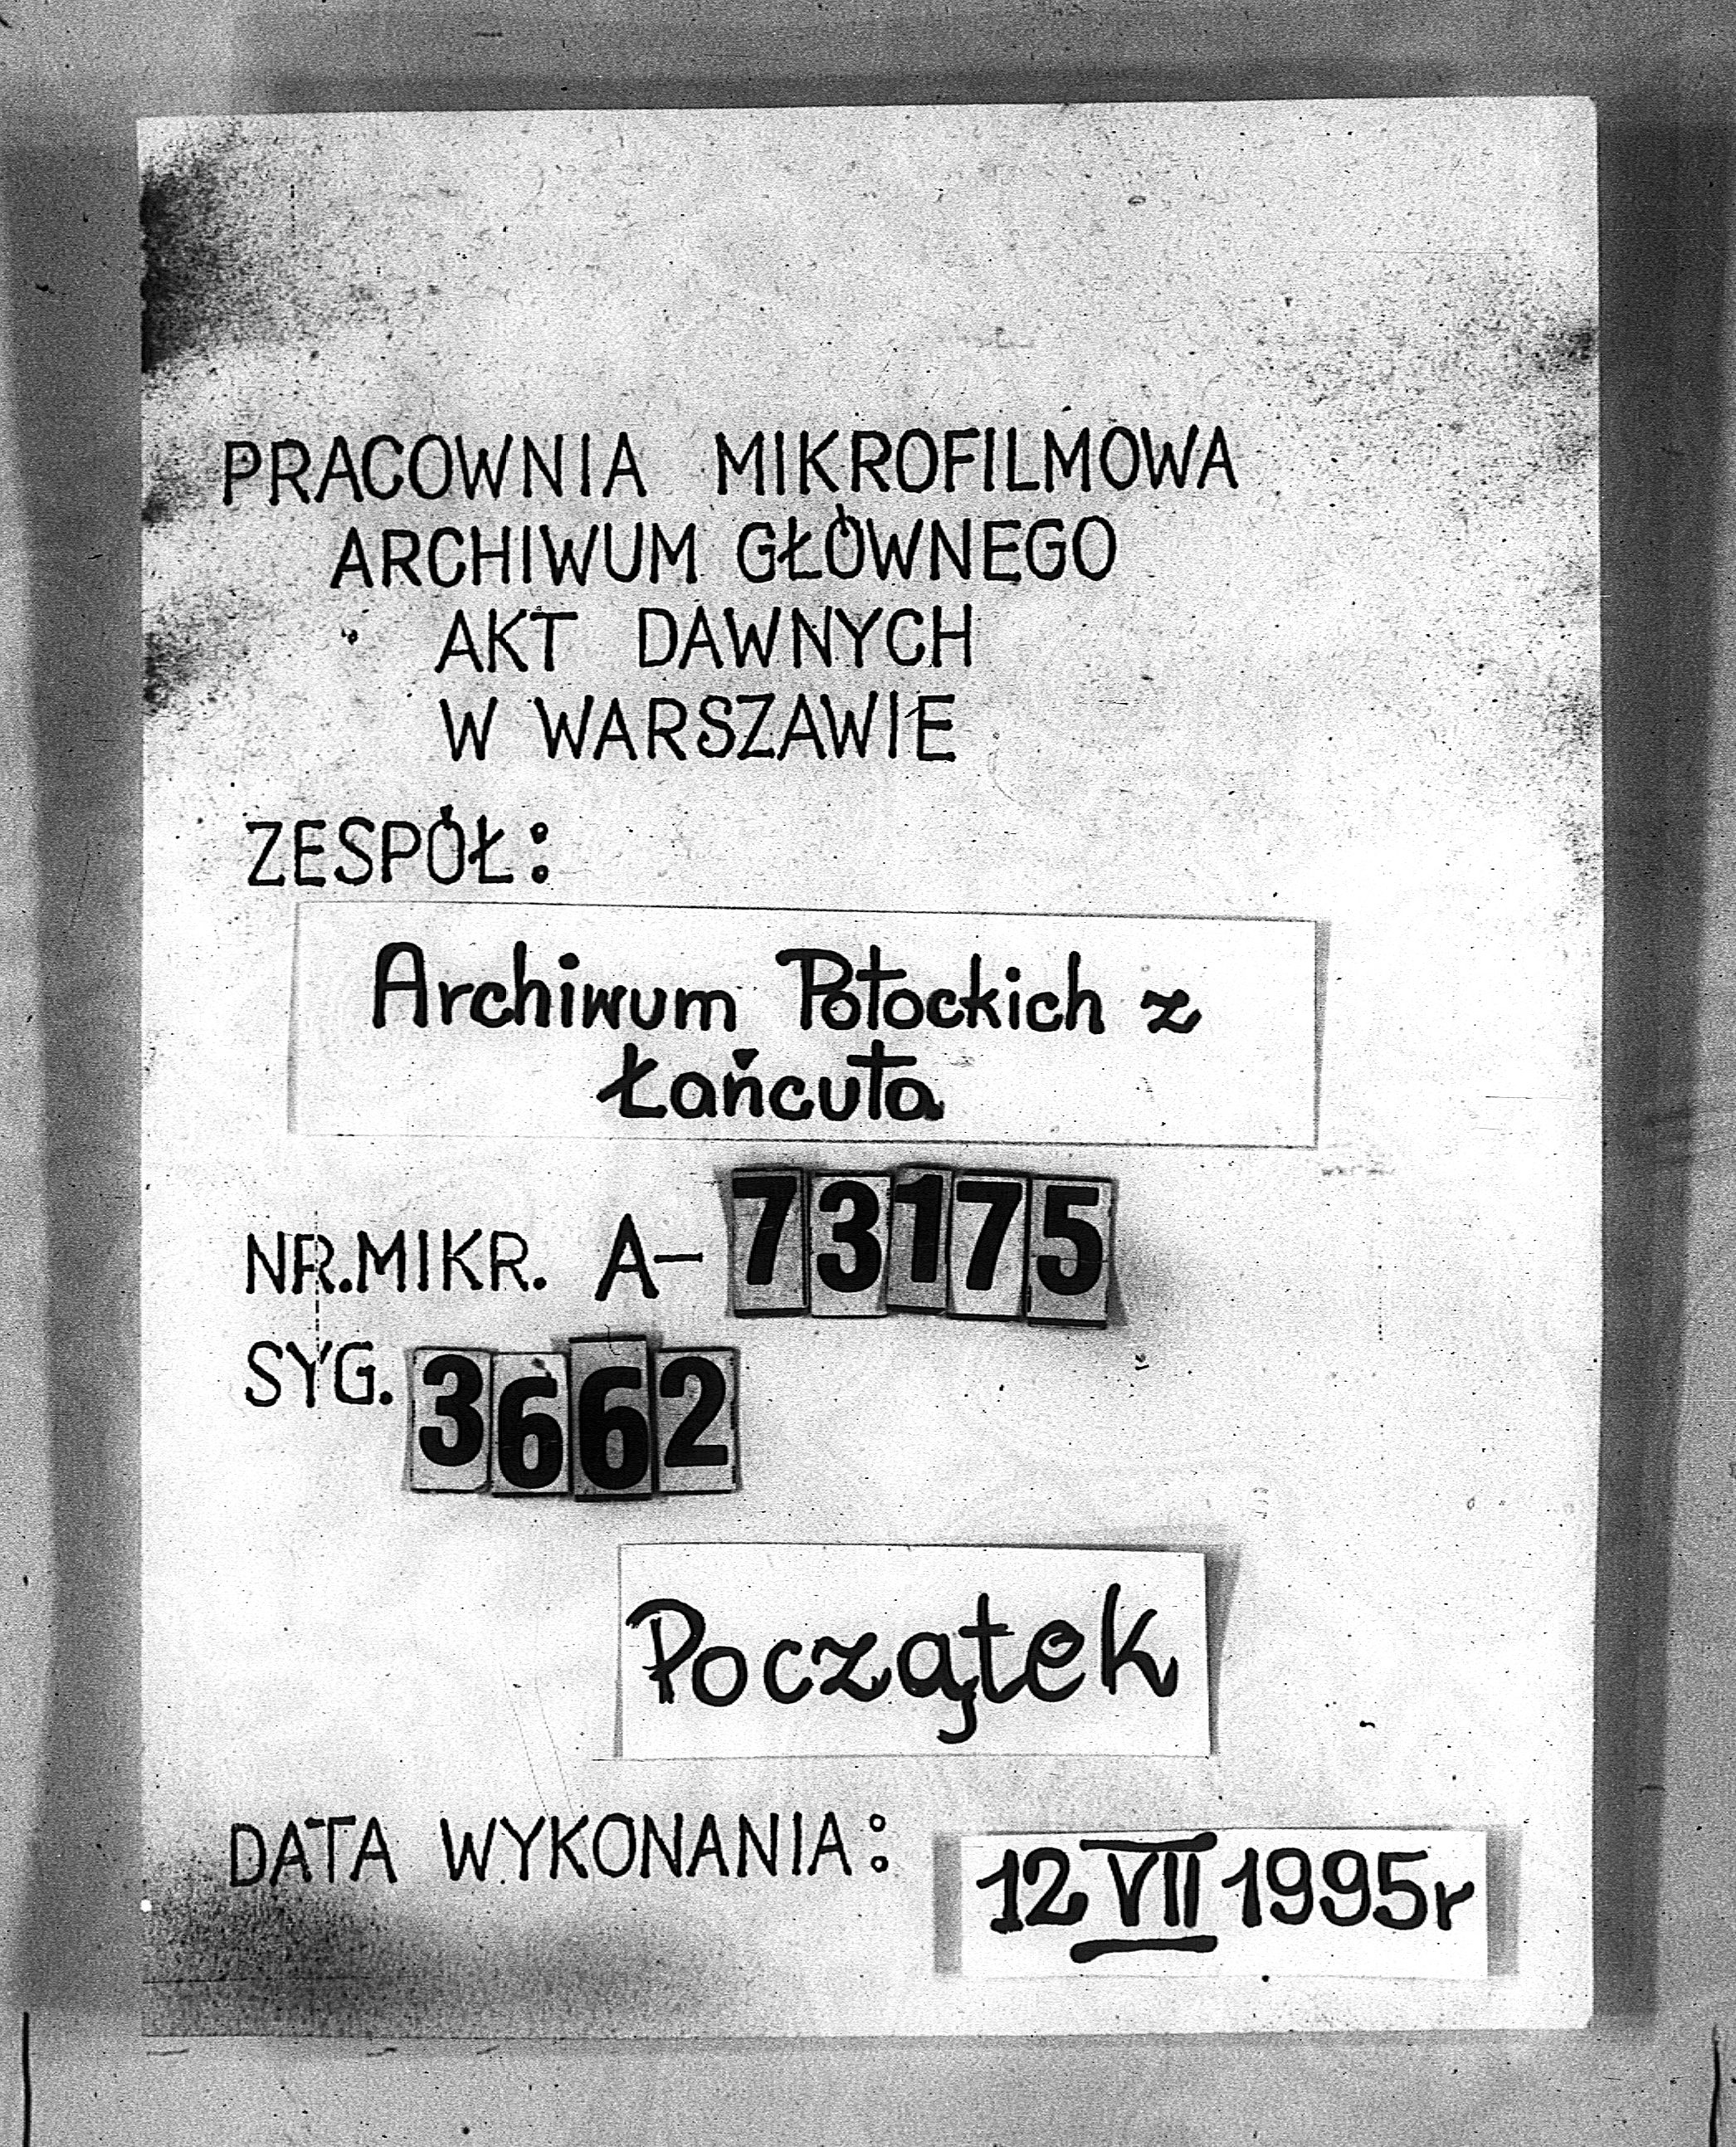 PRACOWNIA MIKROFILMOWA
ARCHIWUM GŁÓWNEGO
AKT DAWNYCH
W WARSZAWIE
ZESPÓŁ:
Archiwum Potockich z
Łańcuta
NR.MIKR. A-73175
SYG. 3662
Początek
DATA WYKONANIA: 12 VII 1995r